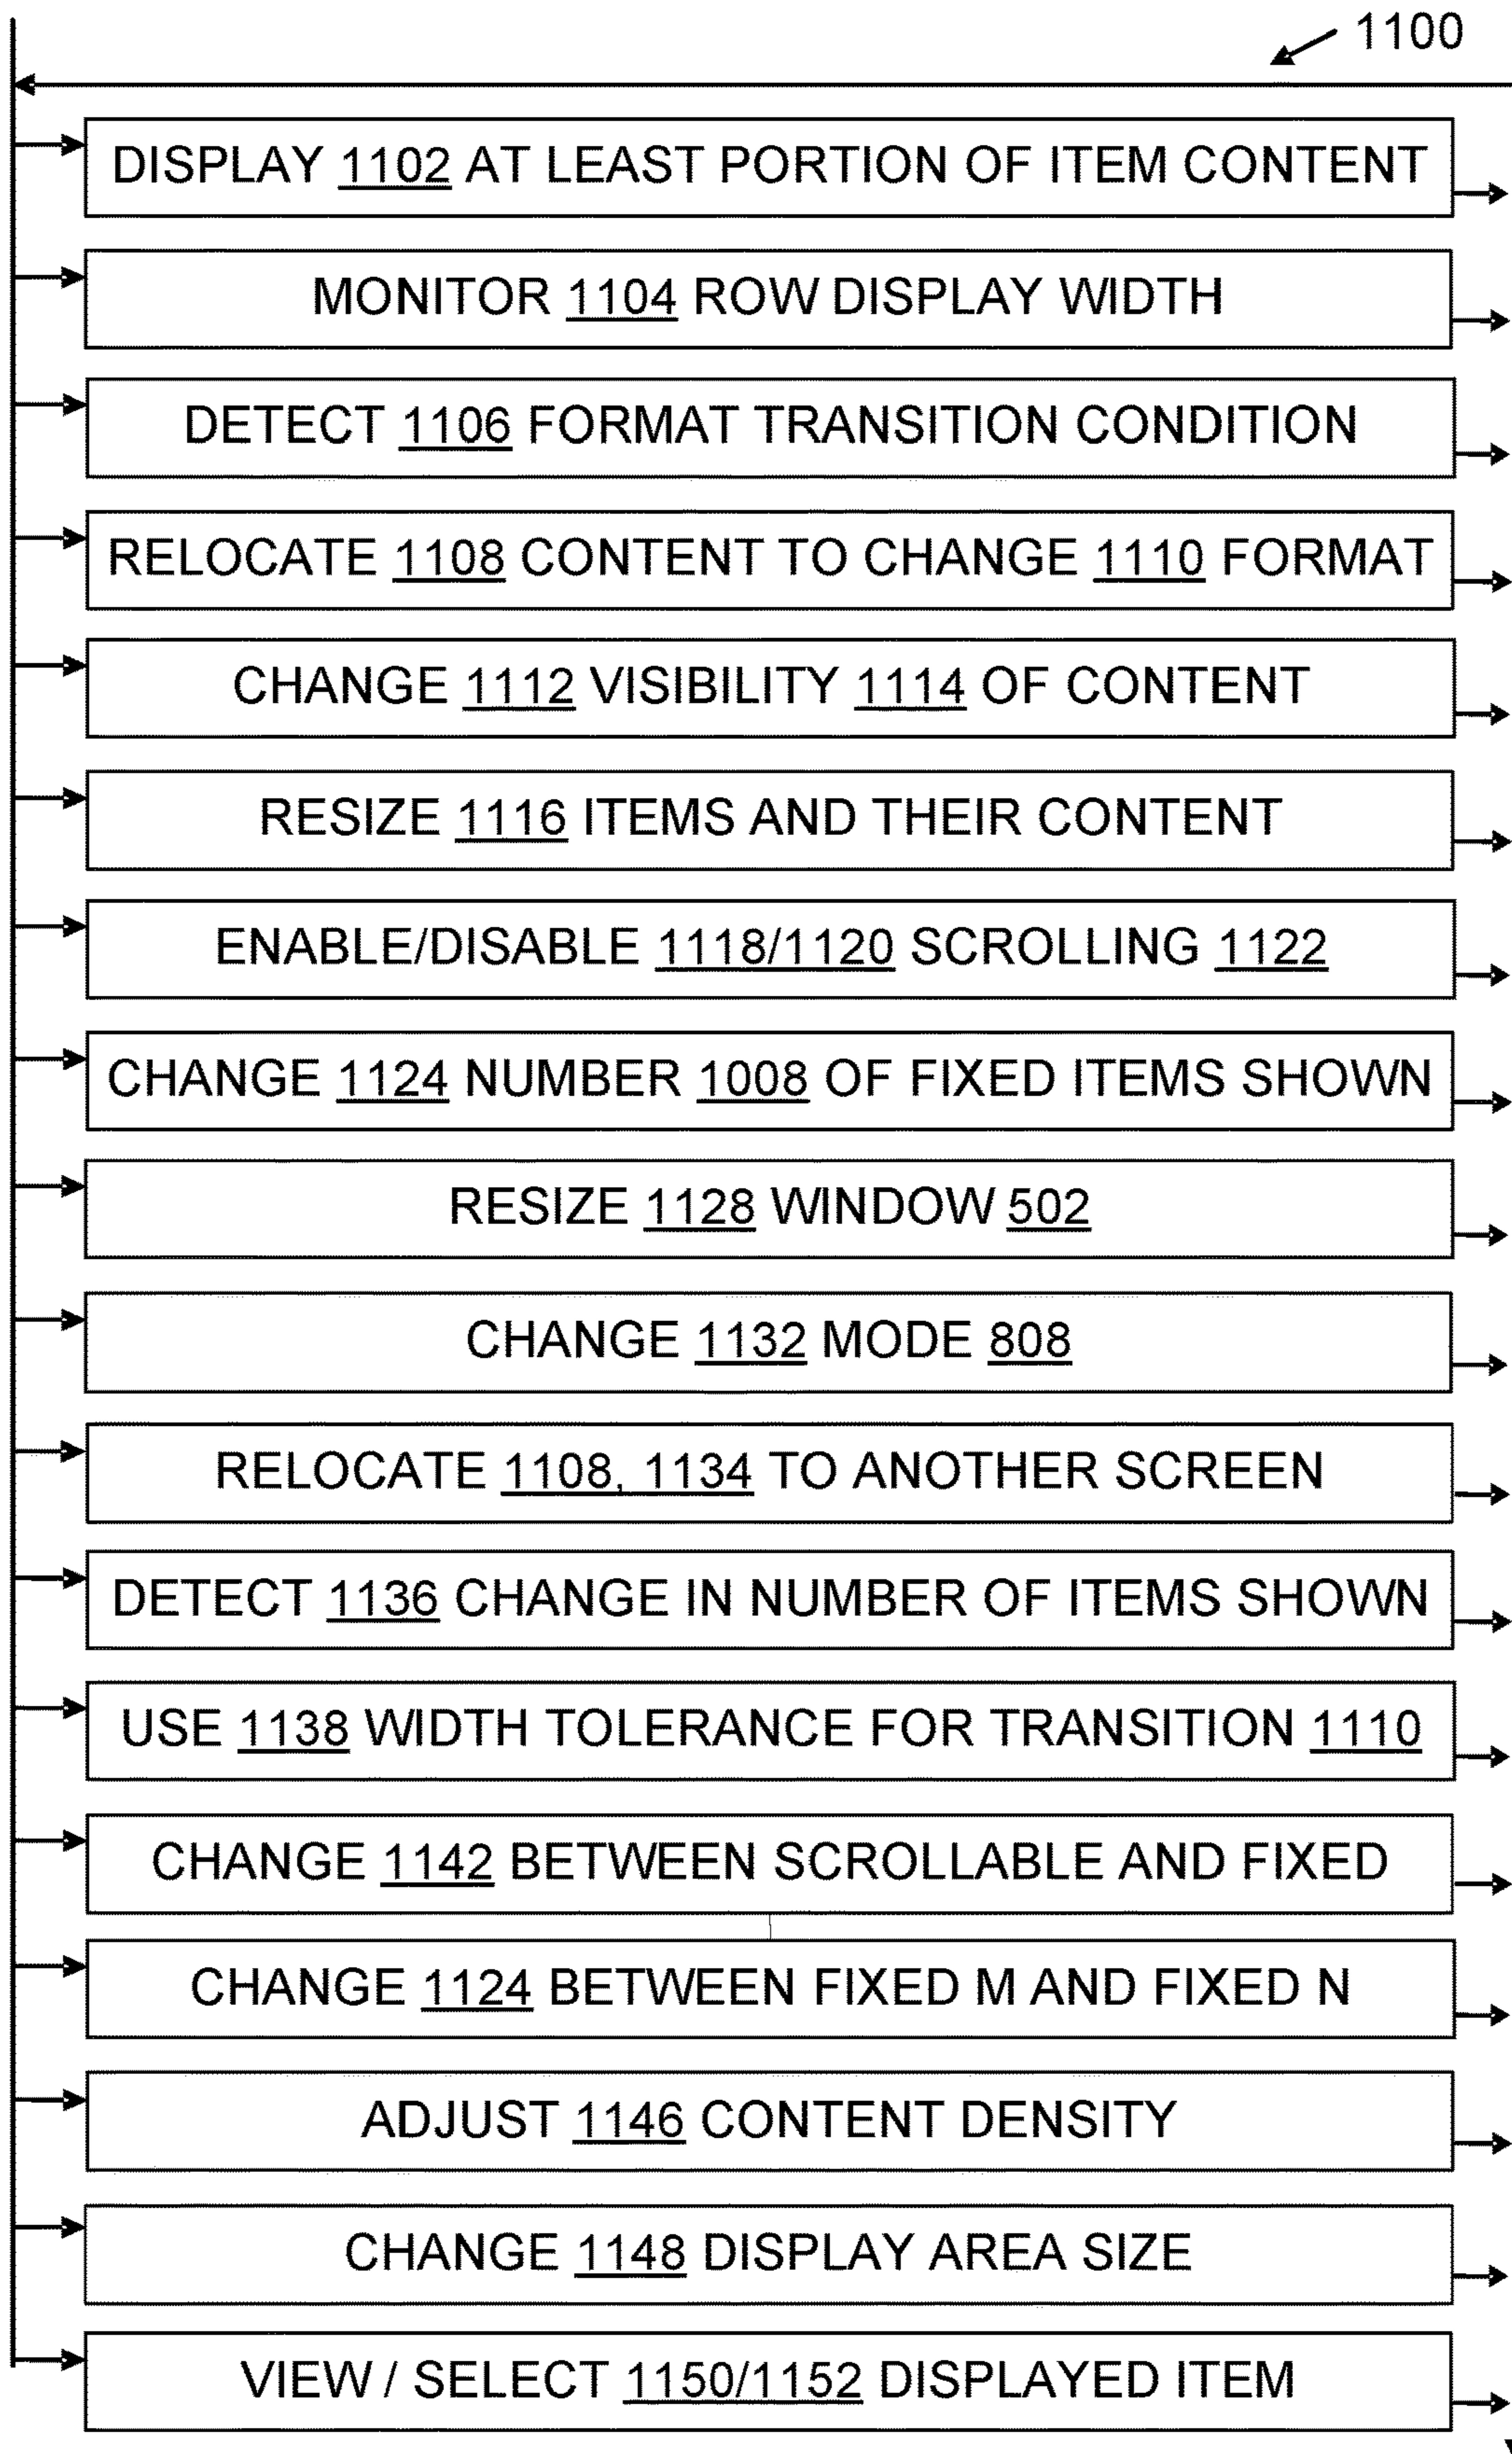 1100
DISPLAY 1102 AT LEAST PORTION OF ITEM CONTENT
MONITOR 1104 ROW DISPLAY WIDTH
DETECT 1106 FORMAT TRANSITION CONDITION
RELOCATE 1108 CONTENT TO CHANGE 1110 FORMAT
CHANGE 1112 VISIBILITY 1114 OF CONTENT
RESIZE 1116 ITEMS AND THEIR CONTENT
ENABLE/DISABLE 1118/1120 SCROLLING 1122
CHANGE 1124 NUMBER 1008 OF FIXED ITEMS SHOWN
RESIZE 1128 WINDOW 502
CHANGE 1132 MODE 808
RELOCATE 1108, 1134 TO ANOTHER SCREEN
DETECT 1136 CHANGE IN NUMBER OF ITEMS SHOWN
USE 1138 WIDTH TOLERANCE FOR TRANSITION 1110
CHANGE 1142 BETWEEN SCROLLABLE AND FIXED
CHANGE 1124 BETWEEN FIXED M AND FIXED N
ADJUST 1146 CONTENT DENSITY
CHANGE 1148 DISPLAY AREA SIZE
VIEW / SELECT 1150/1152 DISPLAYED ITEM